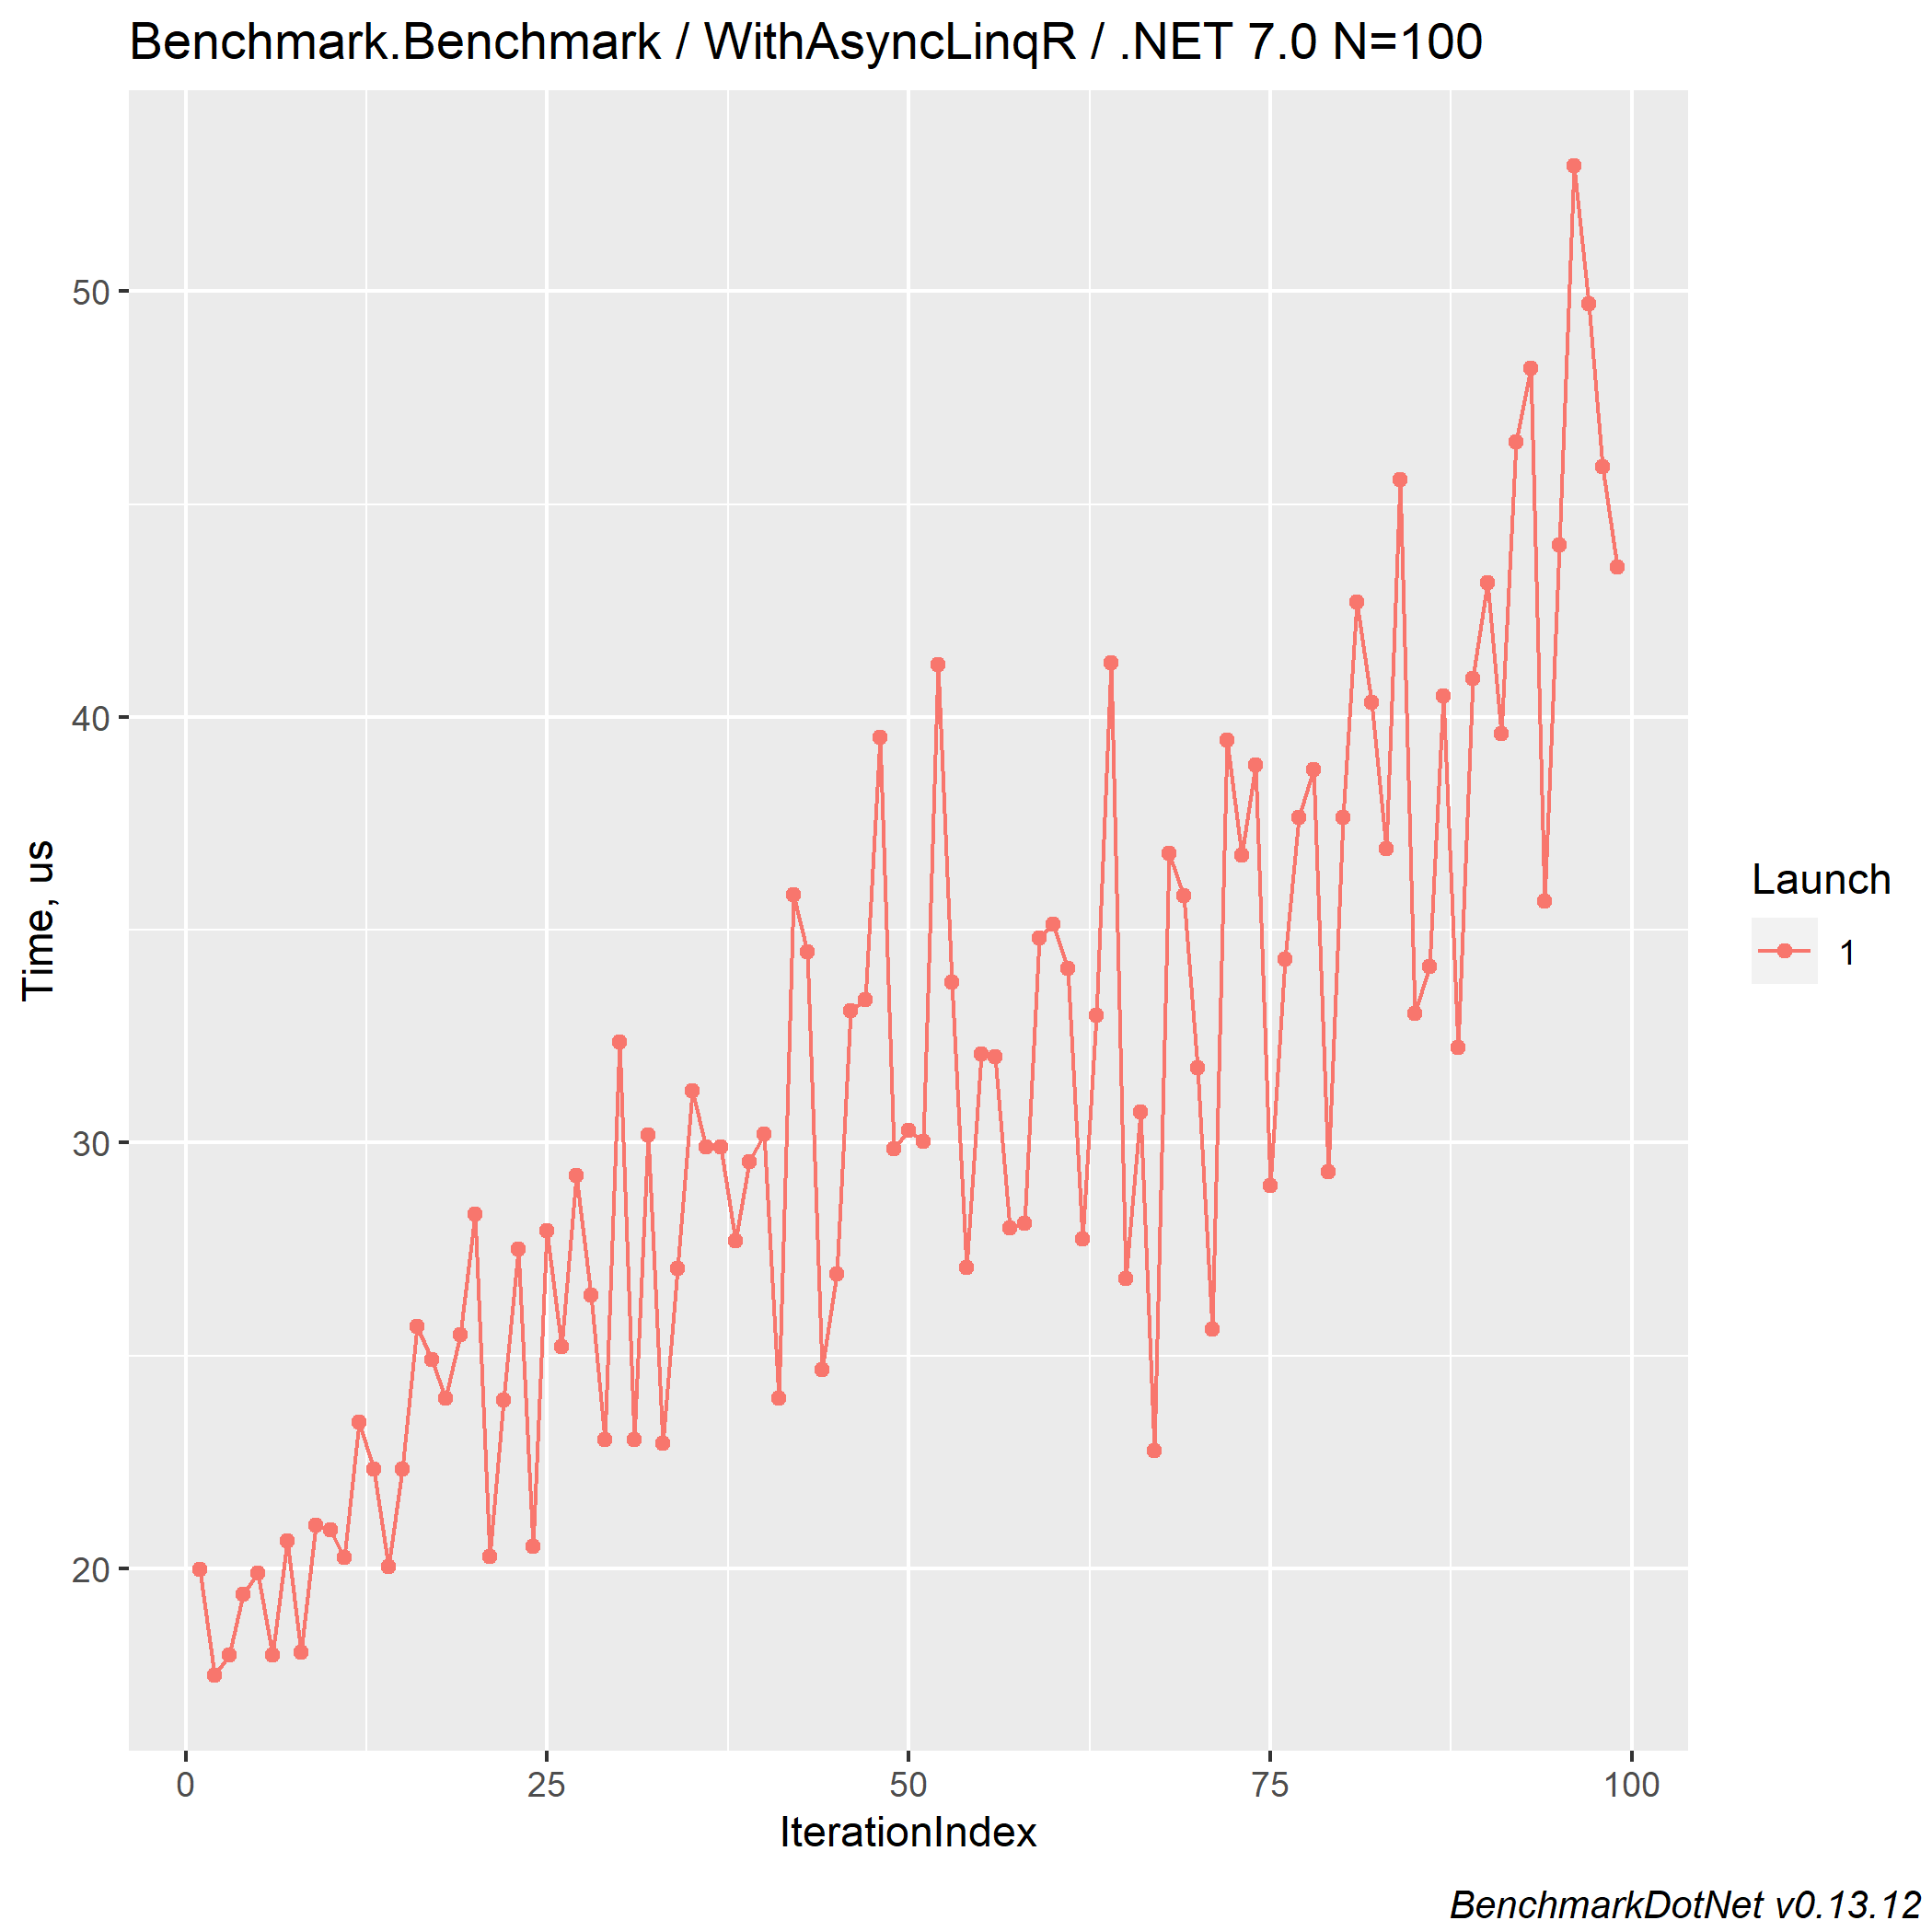 Benchmark.Benchmark / WithAsyncLinqR / .NET 7.0 N=100
50
40
30
20
Time, us
0 25 50 75 100
IterationIndex
Launch
1
BenchmarkDotNet v0.13.12